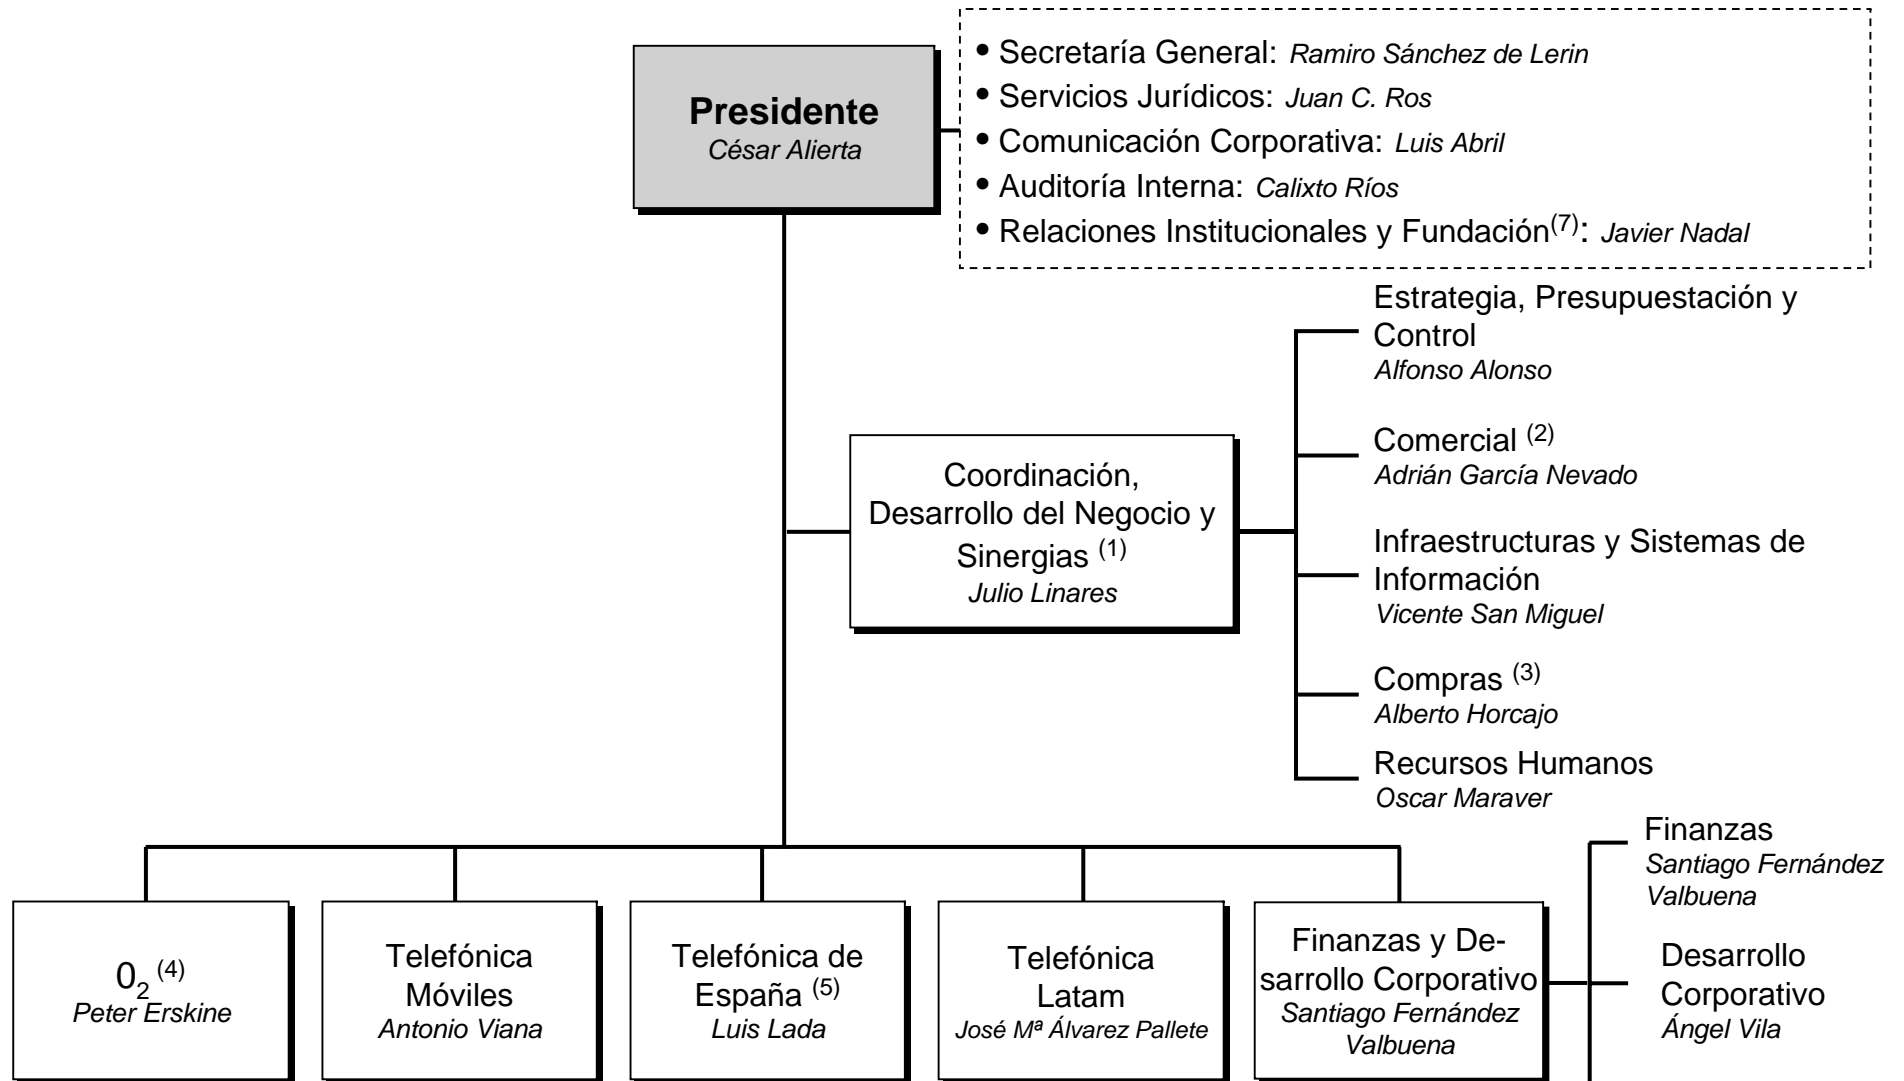 Presidente
César Alierta
• Secretaría General: Ramiro Sánchez de Lerin
• Servicios Jurídicos: Juan C. Ros
• Comunicación Corporativa: Luis Abril
• Auditoría Interna: Calixto Ríos
• Relaciones Institucionales y Fundación(7): Javier Nadal
Coordinación,
Desarrollo del Negocio y
Sinergias (1)
Julio Linares
Estrategia, Presupuestación y
Control
Alfonso Alonso
Comercial (2)
Adrián García Nevado
Infraestructuras y Sistemas de
Información
Vicente San Miguel
Compras (3)
Alberto Horcajo
Recursos Humanos
Oscar Maraver
02 (4)
Peter Erskine
Telefónica
Móviles
Antonio Viana
Telefónica de
España (5)
Luis Lada
Telefónica
Latam
José Mª Álvarez Pallete
Finanzas y De-
sarrollo Corporativo
Santiago Fernández
Valbuena
Finanzas
Santiago Fernández
Valbuena
Desarrollo
Corporativo
Ángel Vila